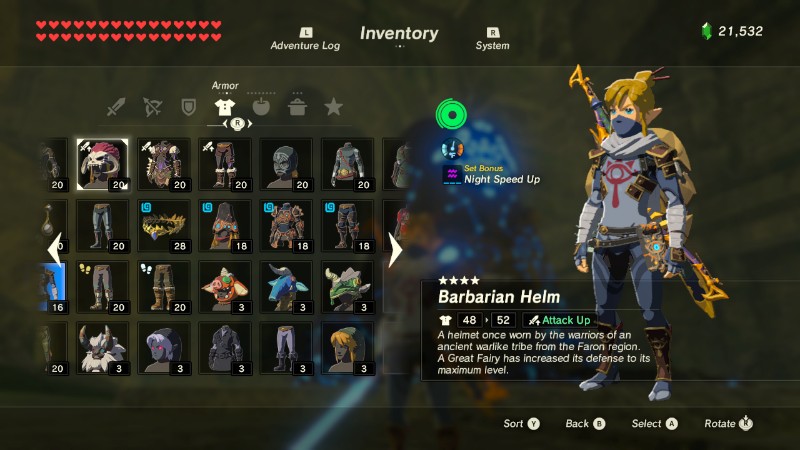 L
Adventure Log
Inventory
R
System
21,532
Armor
R
20 20 20 20 20
20 28 18 18 18
16 20 20 3 3 3
20 3 3 3 3 3
Set Bonus
Night Speed Up
Barbarian Helm
48 52 Attack Up
A helmet once worn by the warriors of an
ancient warlike tribe from the Faron region.
A Great Fairy has increased its defense to its
maximum level.
Sort Y Back B Select A Rotate R